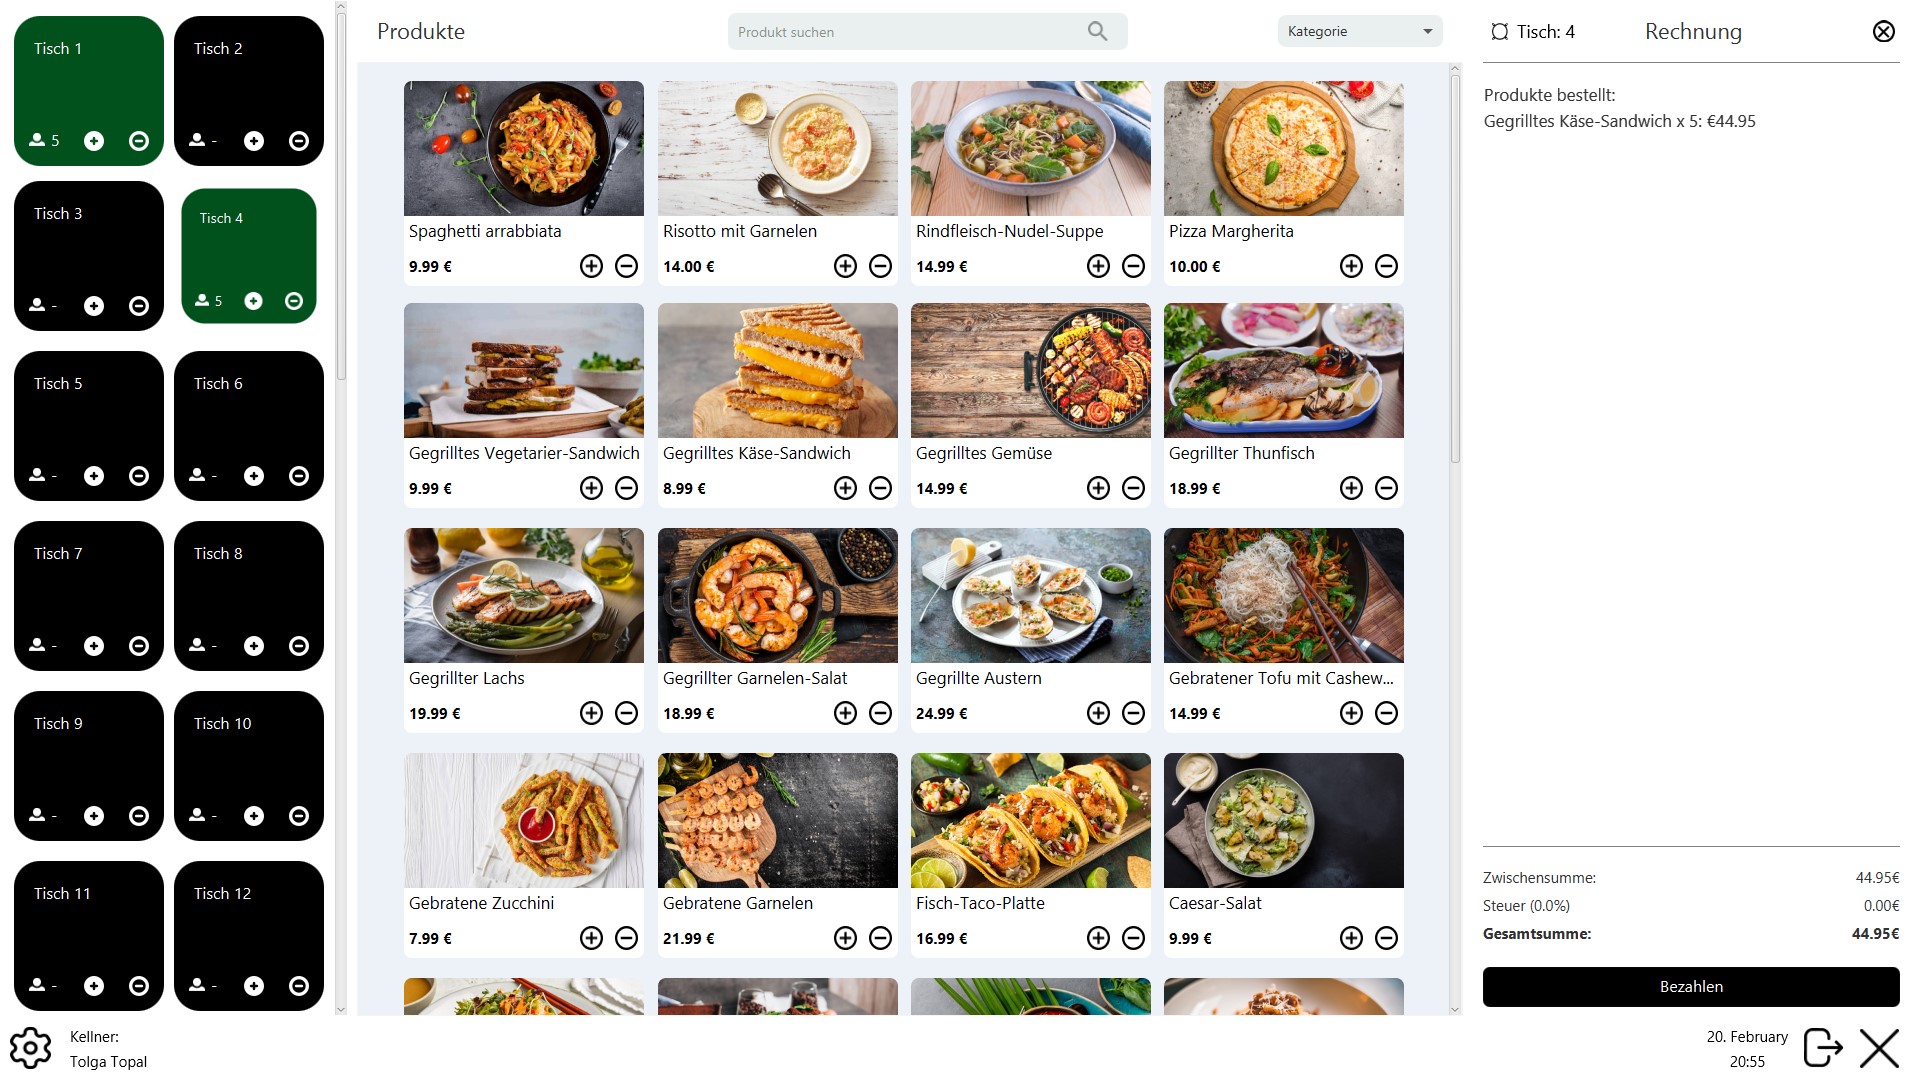 Tisch 1
5
Tisch 2
-
Tisch 3
-
Tisch 4
5
Tisch 5
-
Tisch 6
-
Tisch 7
-
Tisch 8
-
Tisch 9
-
Tisch 10
-
Tisch 11
-
Tisch 12
-
Produkte
Produkt suchen
Kategorie
Spaghetti arrabbiata
9.99 €
Risotto mit Garnelen
14.00 €
Rindfleisch-Nudel-Suppe
14.99 €
Pizza Margherita
10.00 €
Gegrilltes Vegetarier-Sandwich
9.99 €
Gegrilltes Käse-Sandwich
8.99 €
Gegrilltes Gemüse
14.99 €
Gegrillter Thunfisch
18.99 €
Gegrillter Lachs
19.99 €
Gegrillter Garnelen-Salat
18.99 €
Gegrillte Austern
24.99 €
Gebratener Tofu mit Cashew...
14.99 €
Gebratene Zucchini
7.99 €
Gebratene Garnelen
21.99 €
Fisch-Taco-Platte
16.99 €
Caesar-Salat
9.99 €
Tisch: 4
Rechnung
Produkte bestellt:
Gegrilltes Käse-Sandwich x 5: €44.95
Zwischensumme: 44.95€
Steuer (0.0%) 0.00€
Gesamtsumme: 44.95€
Bezahlen
Kellner:
Tolga Topal
20. February
20:55